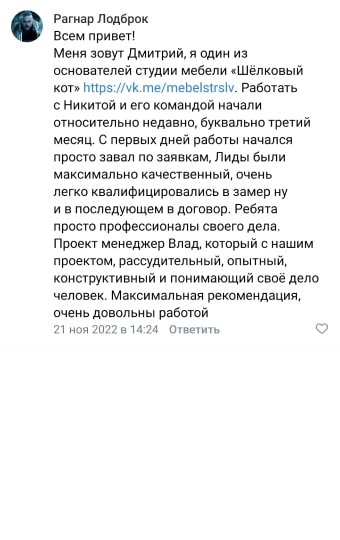 Рагнар Лодброк
Всем привет!
Меня зовут Дмитрий, я один из
основателей студии мебели «Шёлковый
кот» https://vk.me/mebelstrslv. Работать
с Никитой и его командой начали
относительно недавно, буквально третий
месяц. С первых дней работы начался
просто завал по заявкам, Лиды были
максимально качественный, очень
легко квалифицировались в замер ну
и в последующем в договор. Ребята
просто профессионалы своего дела.
Проект менеджер Влад, который с нашим
проектом, рассудительный, опытный,
конструктивный и понимающий своё дело
человек. Максимальная рекомендация,
очень довольны работой
21 ноя 2022 в 14:24 Ответить